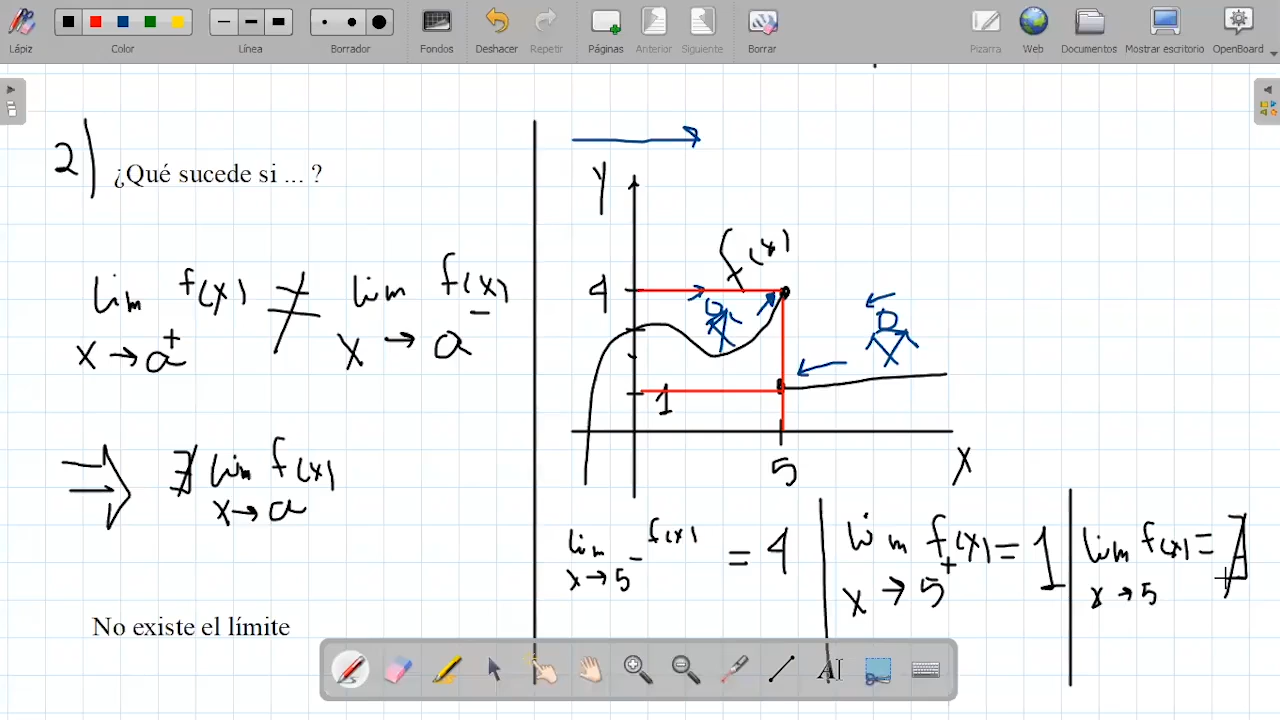 Lápiz
Color
Línea
Borrador
Fondos
Deshacer
Repetir
Páginas
Anterior
Siguiente
Borrar
Pizarra
Web
Documentos
Mostrar escritorio
OpenBoard
2)
¿Qué sucede si ... ?
lim f(x) ≠ lim f(x)
x → a⁺ x → a⁻
⇒ ∄ lim f(x)
x → a
No existe el límite
Y
f(x)
4
1
5
X
lim f(x) = 4
x → 5⁻
lim f(x) = 1
x → 5⁺
lim f(x) = ∄
x → 5
AI